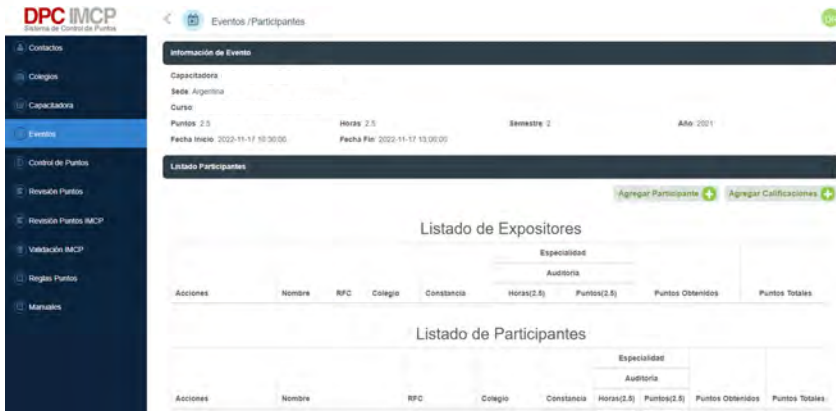 DPC IMCP
Sistema de Control de Puntos
Eventos /Participantes
Contactos
Colegios
Capacitadora
Eventos
Control de Puntos
Revisión Puntos
Revisión Puntos IMCP
Validación IMCP
Reglas Puntos
Manuales
Información de Evento
Capacitadora
Sede: Argentina
Curso:
Puntos: 2.5 Horas: 2.5 Semestre: 2 Año: 2021
Fecha Inicio: 2022-11-17 10:30:00 Fecha Fin: 2022-11-17 13:00:00
Listado Participantes
Agregar Participante Agregar Calificaciones
Listado de Expositores
Especialidad
Auditoria
Acciones Nombre RFC Colegio Constancia Horas(2.5) Puntos(2.5) Puntos Obtenidos Puntos Totales
Listado de Participantes
Especialidad
Auditoria
Acciones Nombre RFC Colegio Constancia Horas(2.5) Puntos(2.5) Puntos Obtenidos Puntos Totales